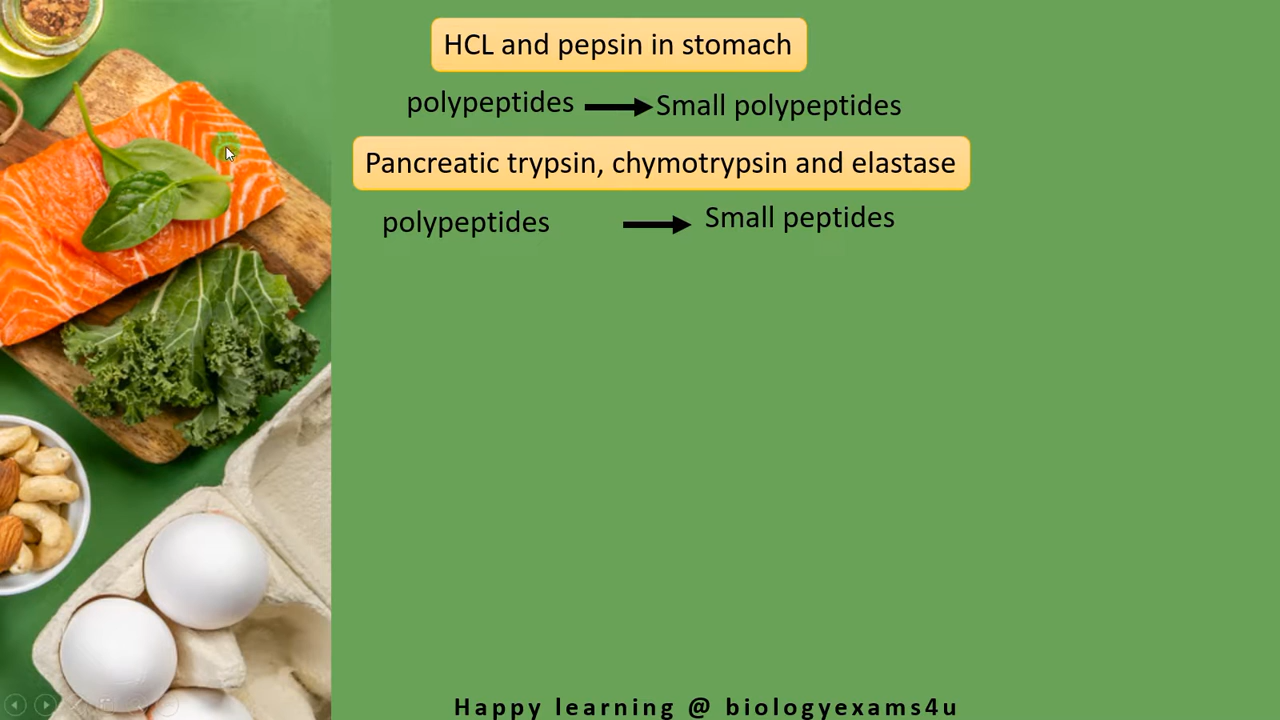 HCL and pepsin in stomach
polypeptides Small polypeptides
Pancreatic trypsin, chymotrypsin and elastase
polypeptides Small peptides
Happy learning @ biologyexams4u